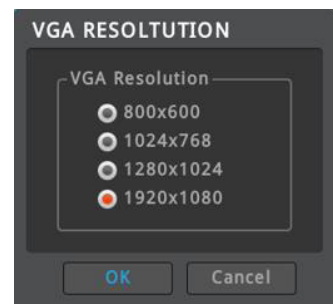 VGA RESOLTUTION
VGA Resolution
800x600
1024x768
1280x1024
1920x1080
OK Cancel